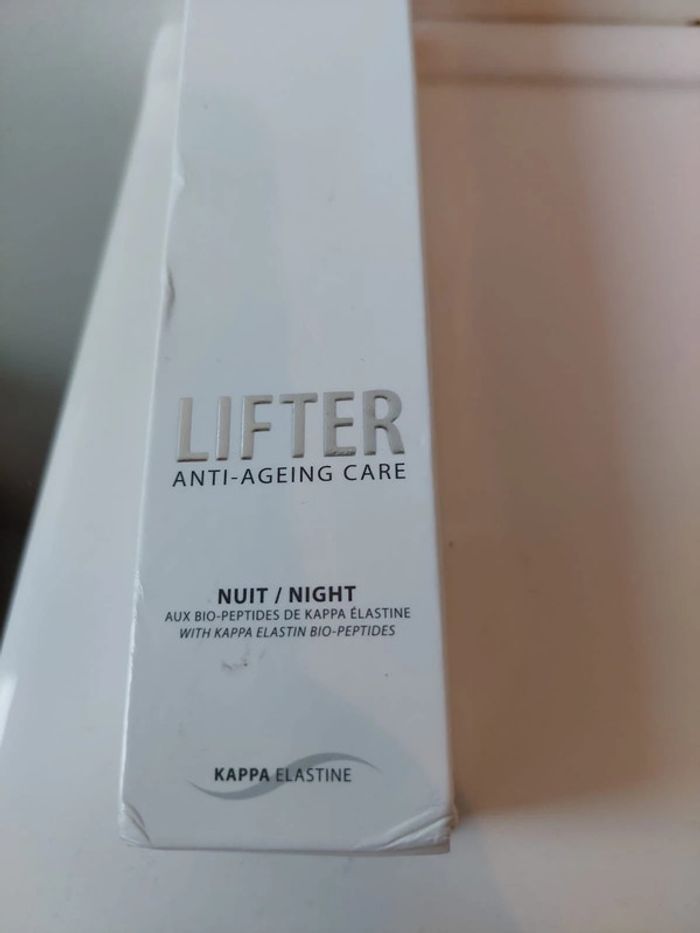 LIFTER
ANTI-AGEING CARE
NUIT / NIGHT
AUX BIO-PEPTIDES DE KAPPA ÉLASTINE
WITH KAPPA ELASTIN BIO-PEPTIDES
KAPPA ELASTINE